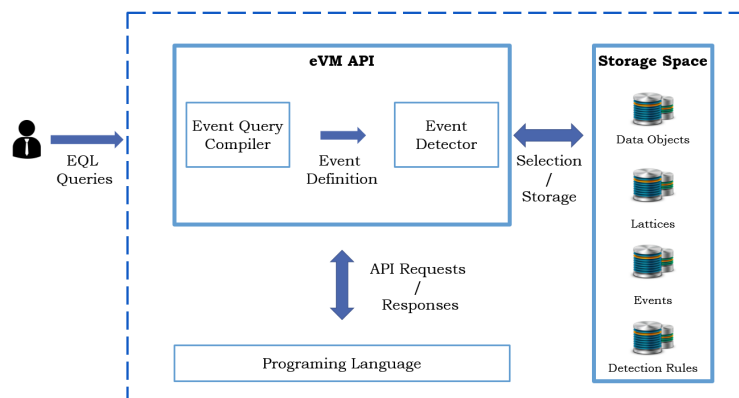 eVM API
Storage Space
Event Query
Compiler
Event
Detector
Event
Definition
EQL
Queries
Selection
/
Storage
Data Objects
Lattices
Events
Detection Rules
API Requests
/
Responses
Programing Language